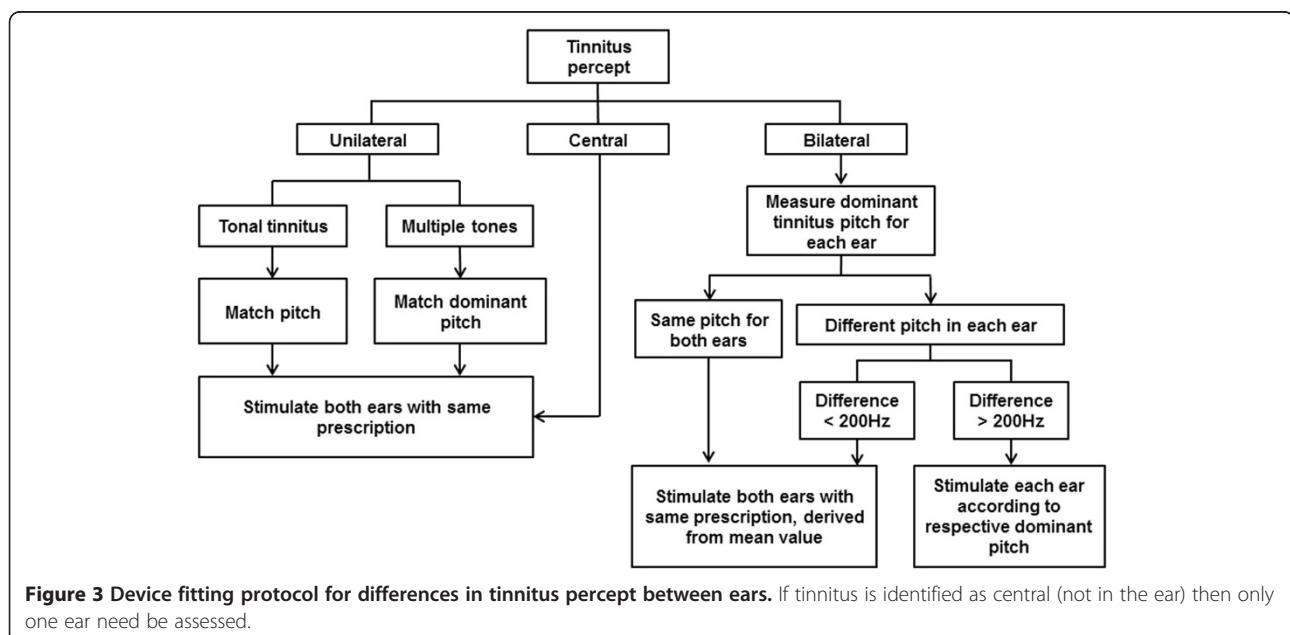 Tinnitus
percept
Unilateral
Central
Bilateral
Tonal tinnitus
Multiple tones
Measure dominant
tinnitus pitch for
each ear
Match pitch
Match dominant
pitch
Same pitch for
both ears
Different pitch in each ear
Stimulate both ears with same
prescription
Difference
< 200Hz
Difference
> 200Hz
Stimulate both ears with
same prescription, derived
from mean value
Stimulate each ear
according to
respective dominant
pitch
Figure 3 Device fitting protocol for differences in tinnitus percept between ears. If tinnitus is identified as central (not in the ear) then only
one ear need be assessed.